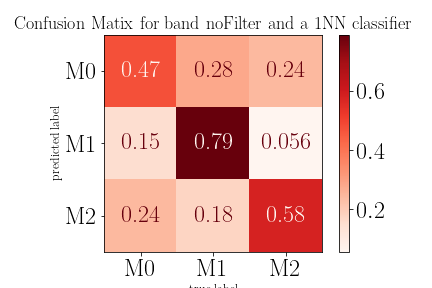 Confusion Matix for band noFilter and a 1NN classifier
M0 0.47 0.28 0.24
M1 0.15 0.79 0.056
M2 0.24 0.18 0.58
M0 M1 M2
predicted label
true label
0.6
0.4
0.2